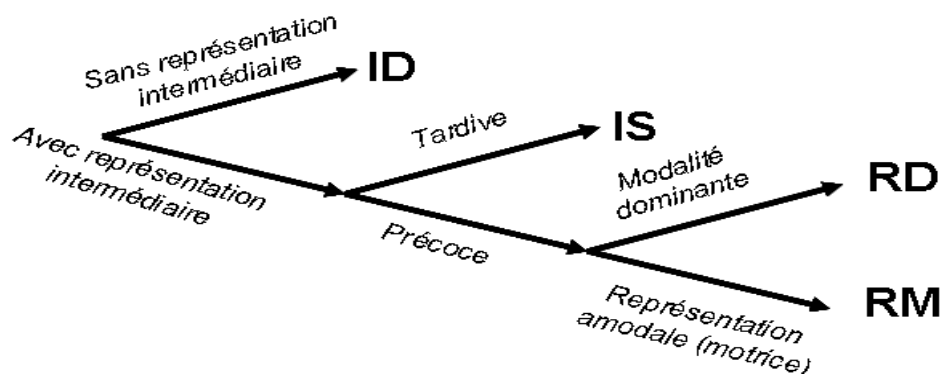 Sans représentation
intermédiaire
ID
Avec représentation
intermédiaire
Tardive
IS
Précoce
Modalité
dominante
RD
Représentation
amodale (motrice)
RM